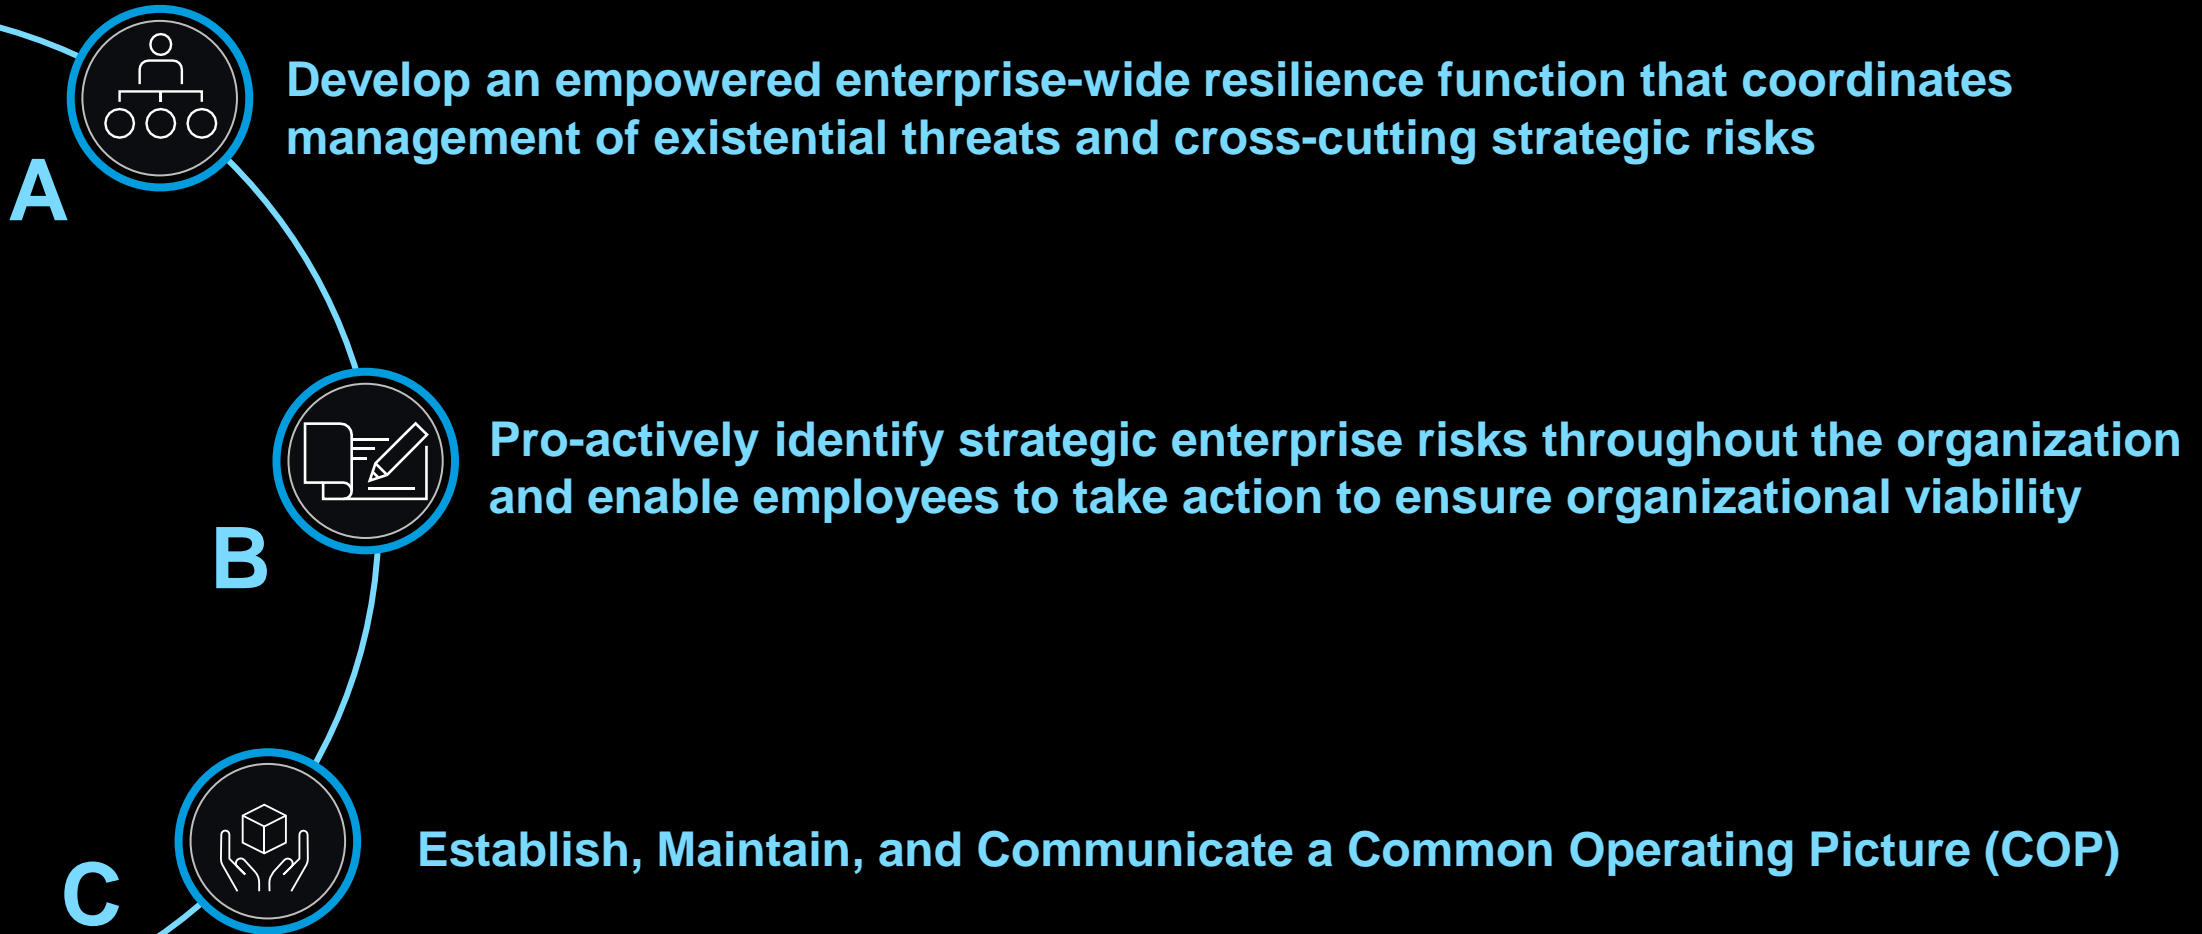 A
Develop an empowered enterprise-wide resilience function that coordinates
management of existential threats and cross-cutting strategic risks
B
Pro-actively identify strategic enterprise risks throughout the organization
and enable employees to take action to ensure organizational viability
C
Establish, Maintain, and Communicate a Common Operating Picture (COP)